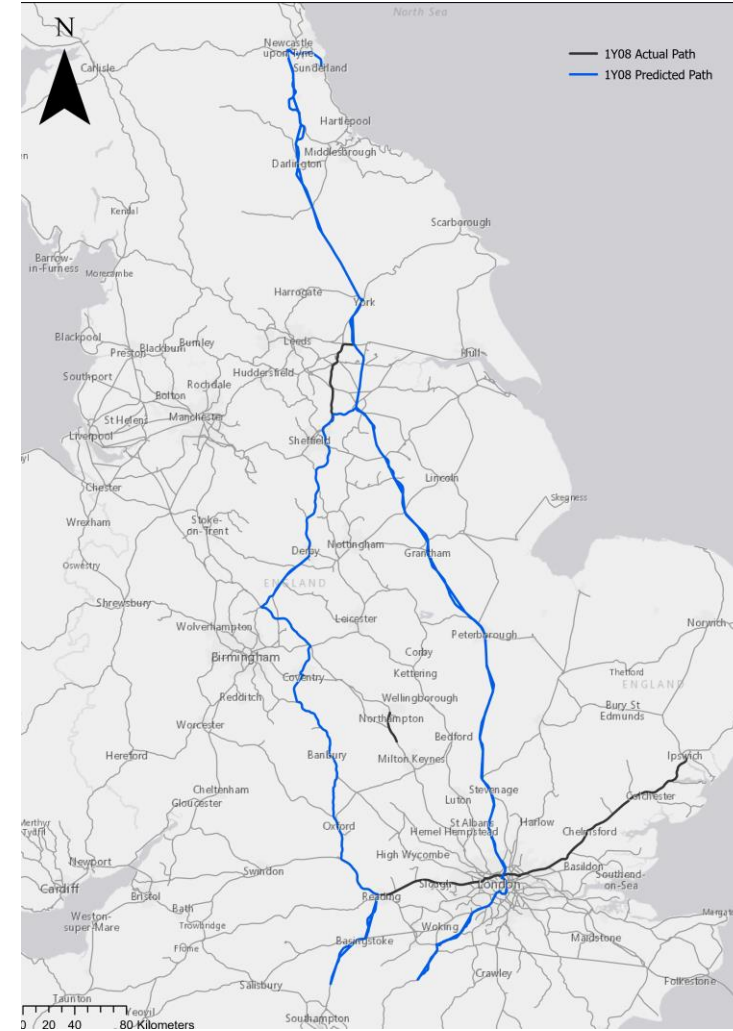 North Sea
N
1Y08 Actual Path
1Y08 Predicted Path
Newcastle
upon Tyne
Sunderland
Carlisle
Hartlepool
Middlesbrough
Darlington
Kendal
Scarborough
Barrow-
in-Furness
Morecambe
Harrogate
York
Blackpool
Preston
Blackburn
Burnley
Leeds
Hull
Southport
Huddersfield
Rochdale
Bolton
St Helens
Manchester
Liverpool
Sheffield
Chester
Lincoln
Skegness
Wrexham
Stoke-
on-Trent
Derby
Nottingham
Grantham
Oswestry
ENGLAND
Shrewsbury
Leicester
Wolverhampton
Peterborough
Norwich
Birmingham
Corby
Kettering
Coventry
Thetford
ENGLAND
Redditch
Wellingborough
Northampton
Bury St
Edmunds
Worcester
Bedford
Hereford
Banbury
Milton Keynes
Ipswich
Cheltenham
Stevenage
Colchester
Gloucester
Luton
Merthyr
Tydfil
Oxford
St Albans
Hemel Hempstead
Harlow
Chelmsford
High Wycombe
Newport
Swindon
Basildon
Southend-
on-Sea
Cardiff
Bristol
Reading
Slough
London
Bath
Weston-
super-Mare
Trowbridge
Frome
Woking
Margat
Basingstoke
Maidstone
Salisbury
Crawley
Folkestone
Taunton
Yeovil
Southampton
0 20 40 80 Kilometers